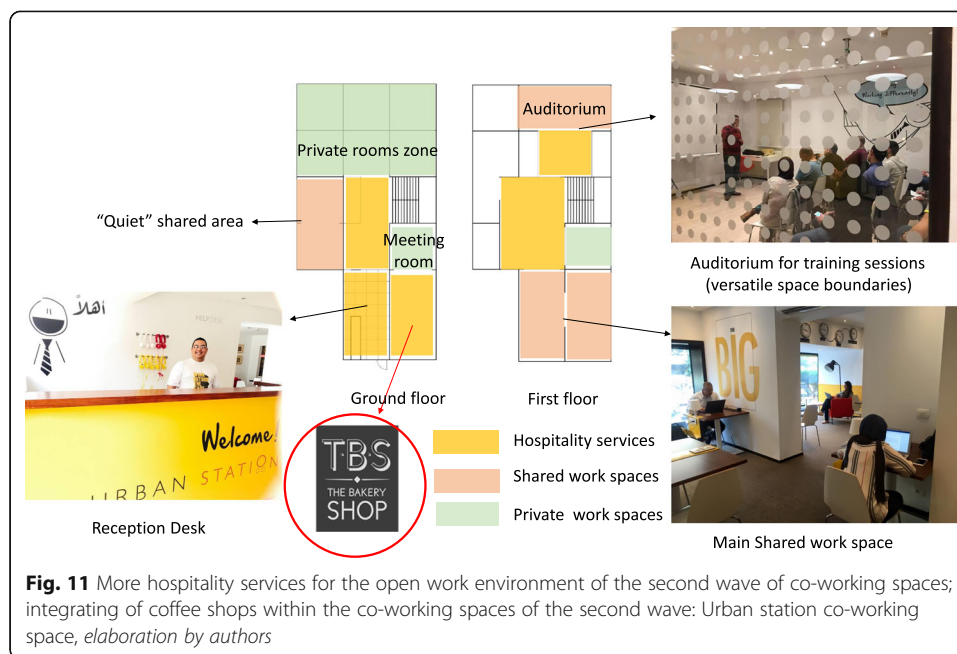 Auditorium
Private rooms zone
"Quiet" shared area
Meeting
room
Writing Differently!
Auditorium for training sessions
(versatile space boundaries)
أهلاً
HELPDESK
Welcome!
URBAN STATION
Reception Desk
Ground floor
First floor
T·B·S
THE BAKERY
SHOP
Hospitality services
Shared work spaces
Private work spaces
BIG
Main Shared work space
Fig. 11 More hospitality services for the open work environment of the second wave of co-working spaces;
integrating of coffee shops within the co-working spaces of the second wave: Urban station co-working
space, elaboration by authors